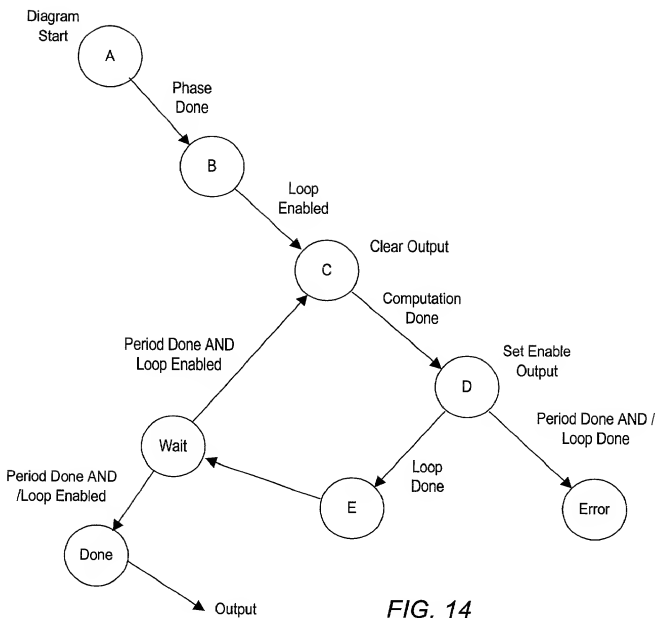 Diagram
Start
A
Phase
Done
B
Loop
Enabled
C
Clear Output
Computation
Done
Period Done AND
Loop Enabled
Set Enable
Output
D
Period Done AND /
Loop Done
Wait
Loop
Done
Period Done AND
/Loop Enabled
E
Error
Done
Output
FIG. 14